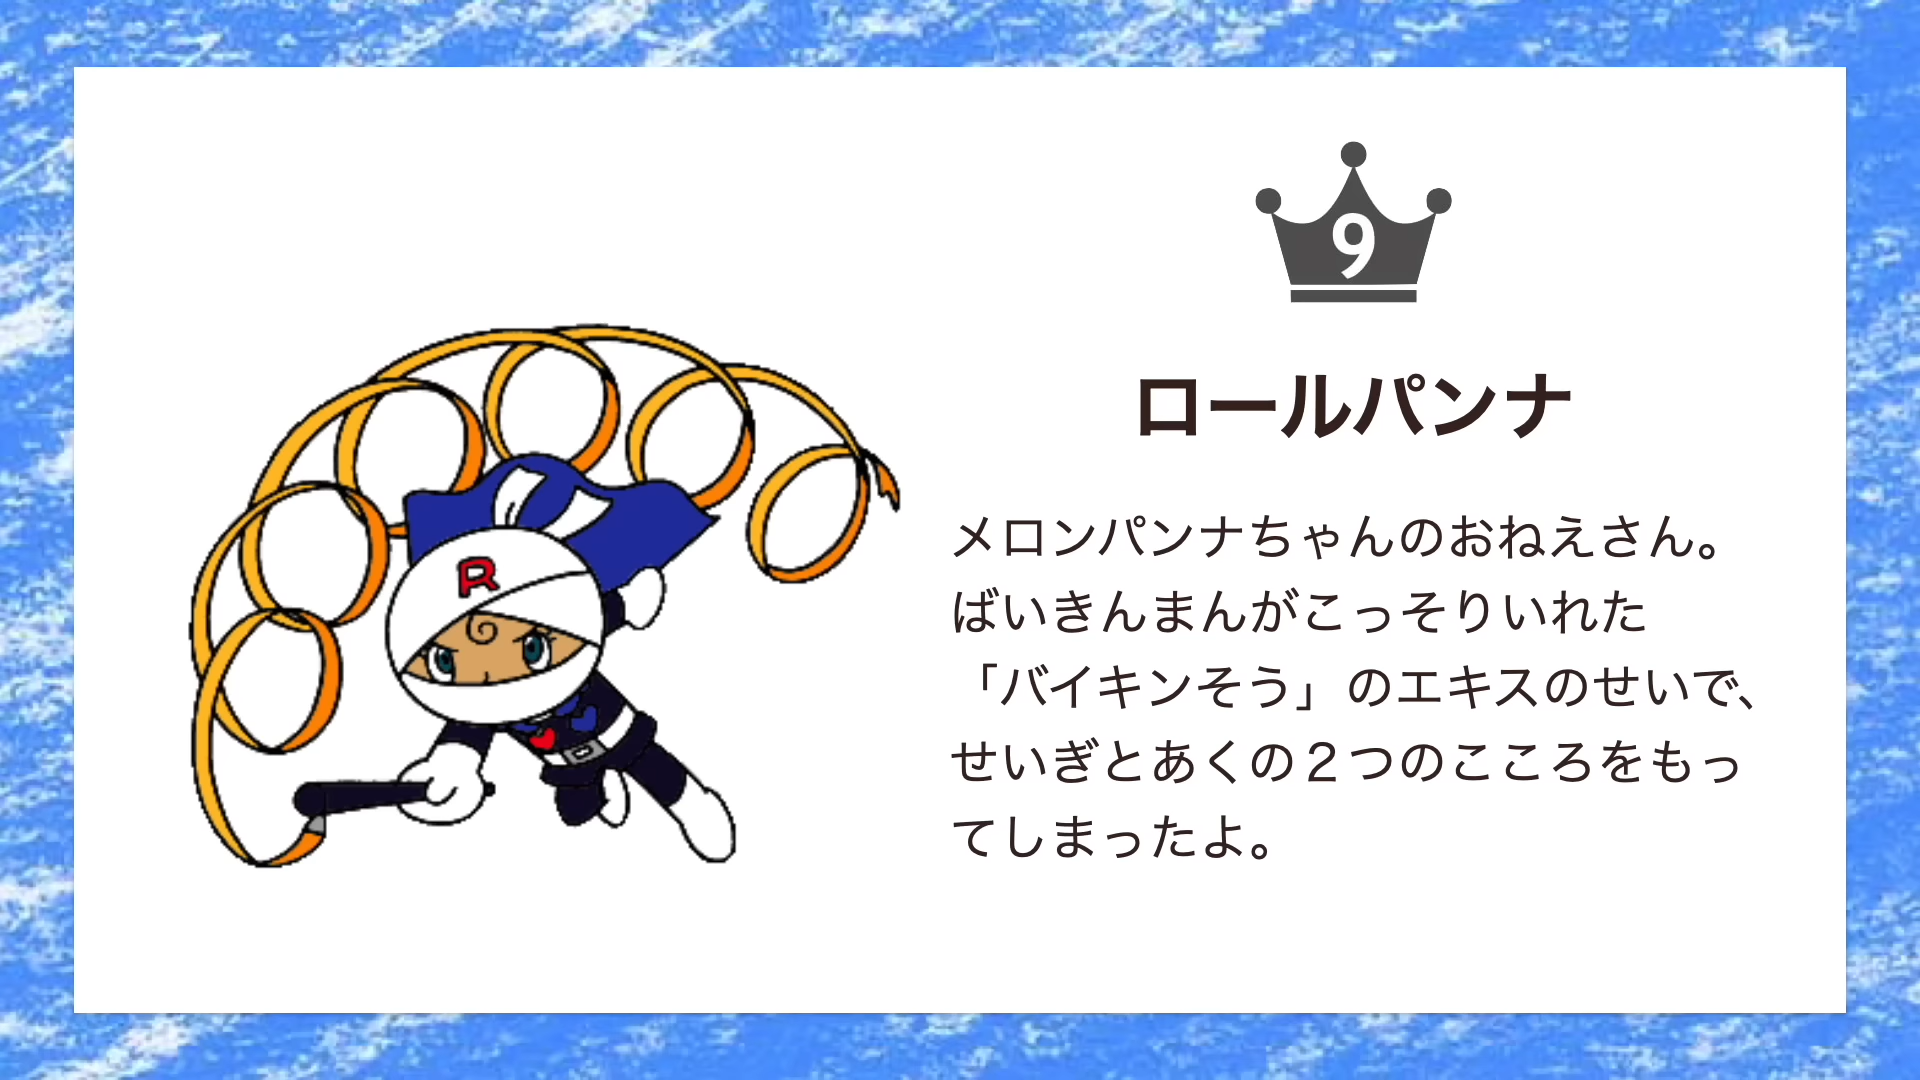 9
ロールパンナ
R
メロンパンナちゃんのおねえさん。
ばいきんまんがこっそりいれた
「バイキンそう」のエキスのせいで、
せいぎとあくの２つのこころをもっ
てしまったよ。